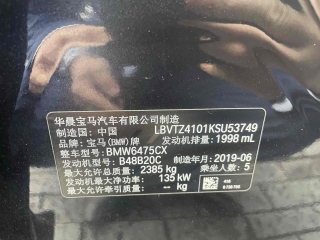 华晨宝马汽车有限公司制造
制造国: 中国 LBVTZ4101KSU53749
品牌: 宝马(BMW)牌 发动机排量: 1998 mL
整车型号: BMW6475CX
发动机型号: B48B20C 制造年月: 2019-06
最大允许总质量: 2385 kg 乘坐人数: 5
发动机最大净功率: 135 kW
最大允许牵引质量: -- kg